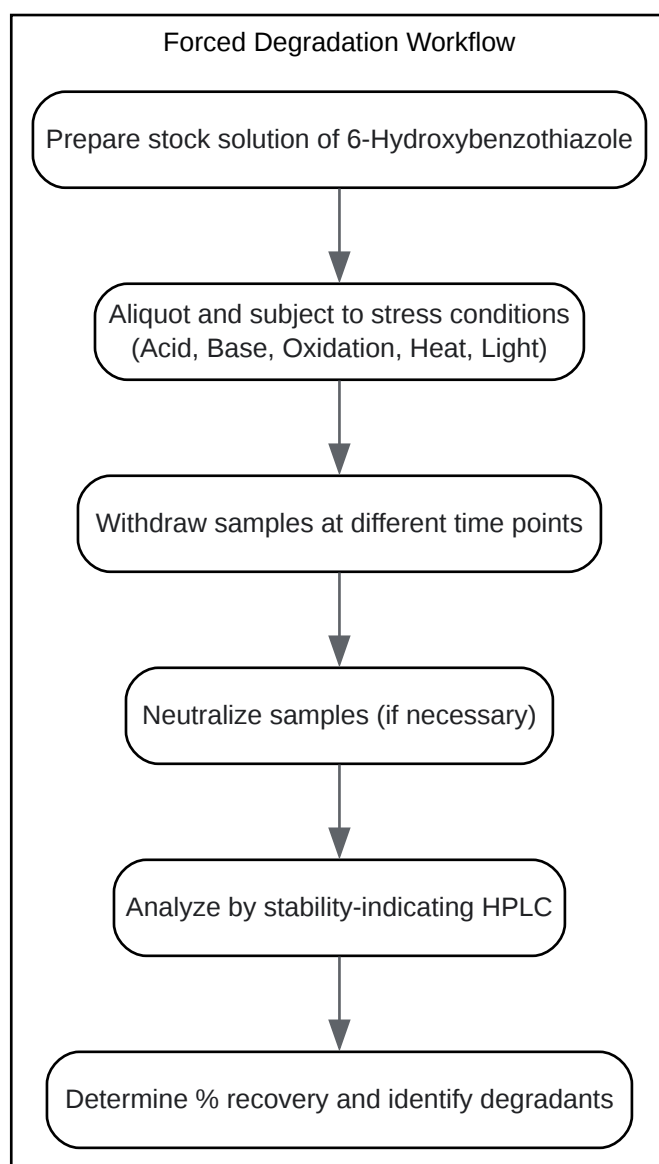 Forced Degradation Workflow
Prepare stock solution of 6-Hydroxybenzothiazole
Aliquot and subject to stress conditions
(Acid, Base, Oxidation, Heat, Light)
Withdraw samples at different time points
Neutralize samples (if necessary)
Analyze by stability-indicating HPLC
Determine % recovery and identify degradants